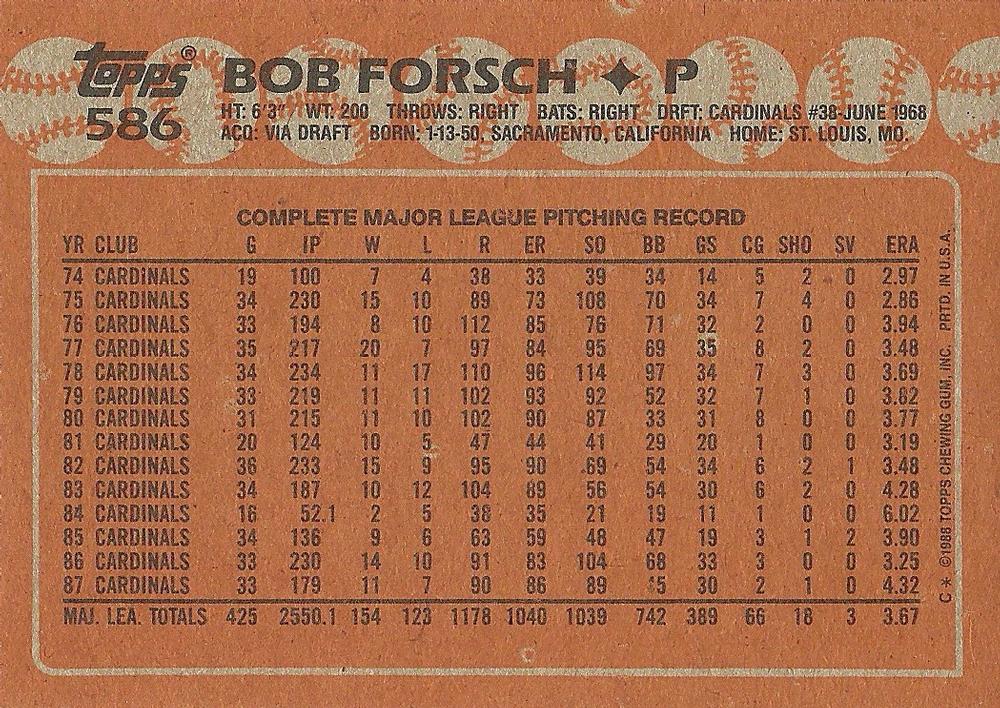 Topps® BOB FORSCH ✦ P
586
HT: 6'3" WT: 200 THROWS: RIGHT BATS: RIGHT DRFT: CARDINALS #38-JUNE 1968
ACQ: VIA DRAFT BORN: 1-13-50, SACRAMENTO, CALIFORNIA HOME: ST. LOUIS, MO.
COMPLETE MAJOR LEAGUE PITCHING RECORD
YR CLUB G IP W L R ER SO BB GS CG SHO SV ERA
74 CARDINALS 19 100 7 4 38 33 39 34 14 5 2 0 2.97
75 CARDINALS 34 230 15 10 89 73 108 70 34 7 4 0 2.86
76 CARDINALS 33 194 8 10 112 85 76 71 32 2 0 0 3.94
77 CARDINALS 35 217 20 7 97 84 95 69 35 8 2 0 3.48
78 CARDINALS 34 234 11 17 110 96 114 97 34 7 3 0 3.69
79 CARDINALS 33 219 11 11 102 93 92 52 32 7 1 0 3.82
80 CARDINALS 31 215 11 10 102 90 87 33 31 8 0 0 3.77
81 CARDINALS 20 124 10 5 47 44 41 29 20 1 0 0 3.19
82 CARDINALS 36 233 15 9 95 90 69 54 34 6 2 1 3.48
83 CARDINALS 34 187 10 12 104 89 56 54 30 6 2 0 4.28
84 CARDINALS 16 52.1 2 5 38 35 21 19 11 1 0 0 6.02
85 CARDINALS 34 136 9 6 63 59 48 47 19 3 1 2 3.90
86 CARDINALS 33 230 14 10 91 83 104 68 33 3 0 0 3.25
87 CARDINALS 33 179 11 7 90 86 89 45 30 2 1 0 4.32
MAJ. LEA. TOTALS 425 2550.1 154 123 1178 1040 1039 742 389 66 18 3 3.67
C * ©1988 TOPPS CHEWING GUM, INC. PRTD. IN U.S.A.